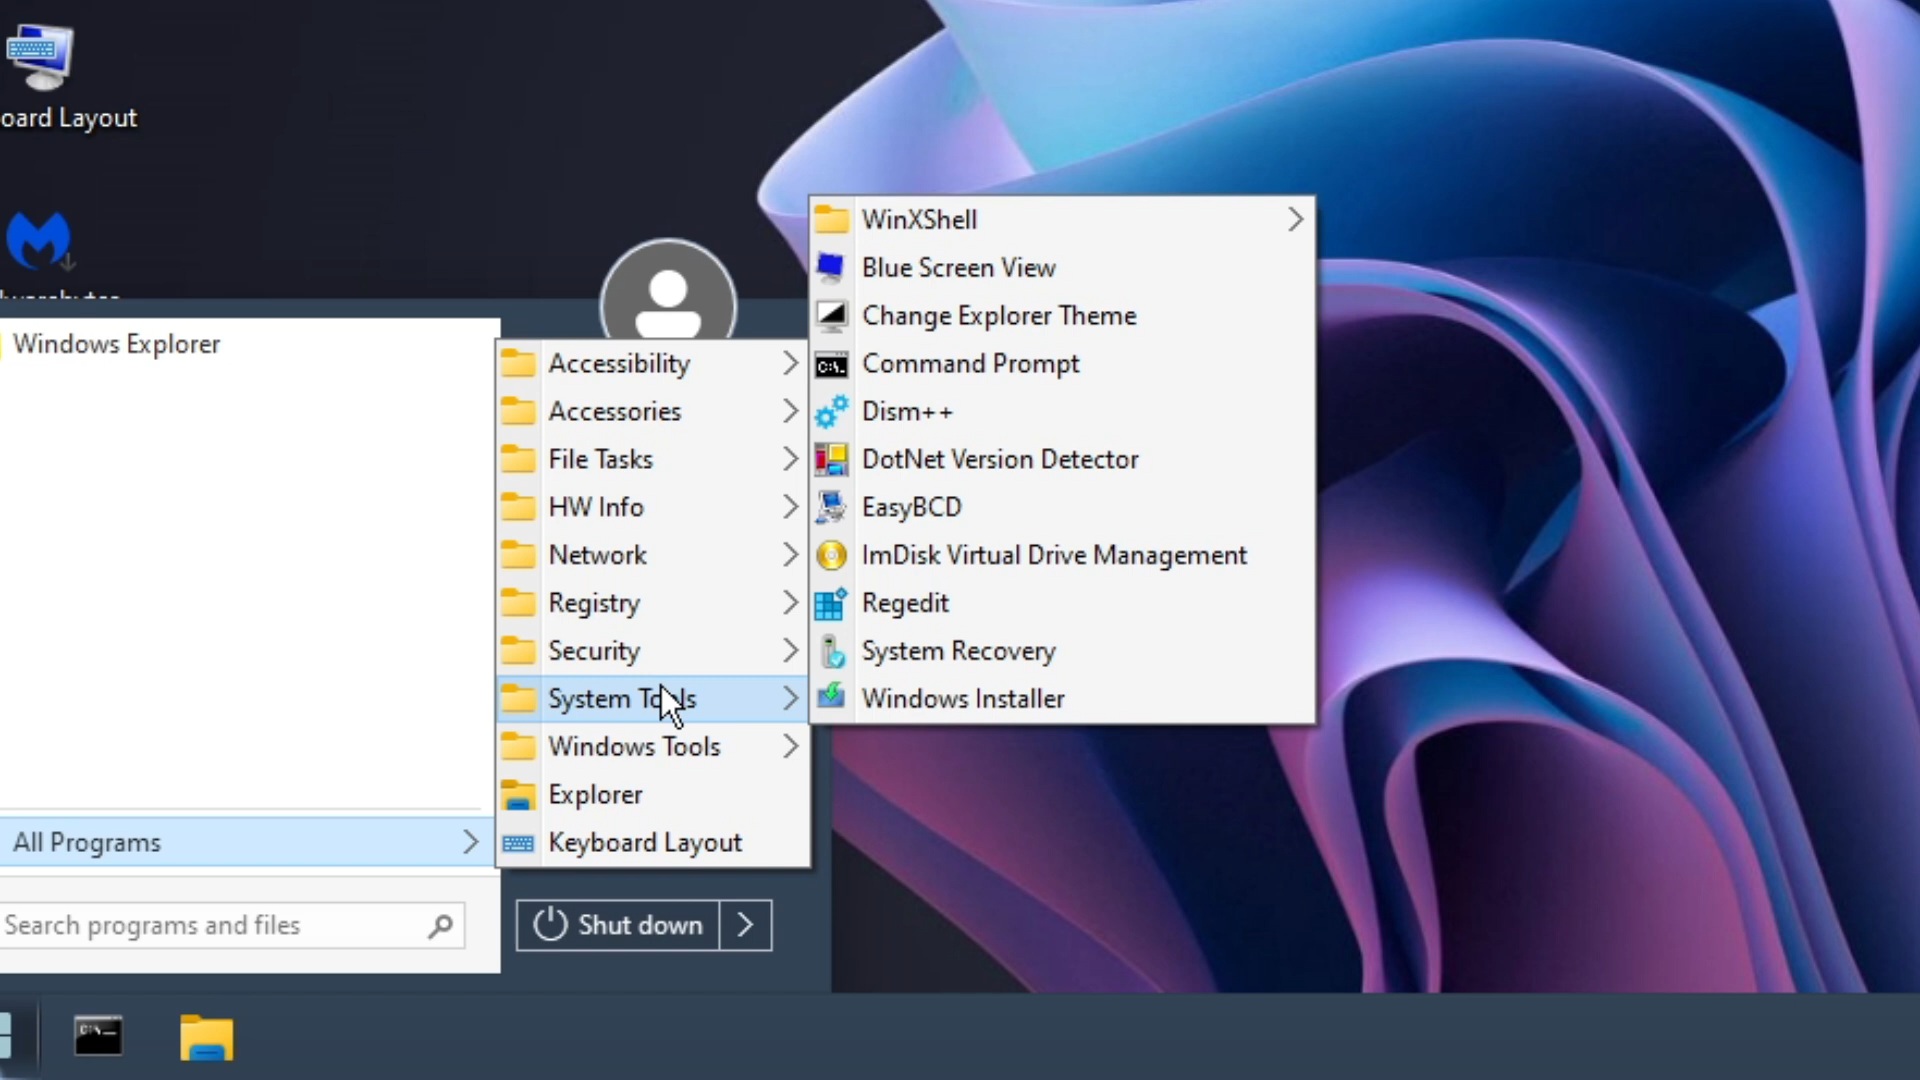 oard Layout
Windows Explorer
All Programs
Search programs and files
Accessibility
Accessories
File Tasks
HW Info
Network
Registry
Security
System Tools
Windows Tools
Explorer
Keyboard Layout
Shut down
WinXShell
Blue Screen View
Change Explorer Theme
Command Prompt
Dism++
DotNet Version Detector
EasyBCD
ImDisk Virtual Drive Management
Regedit
System Recovery
Windows Installer